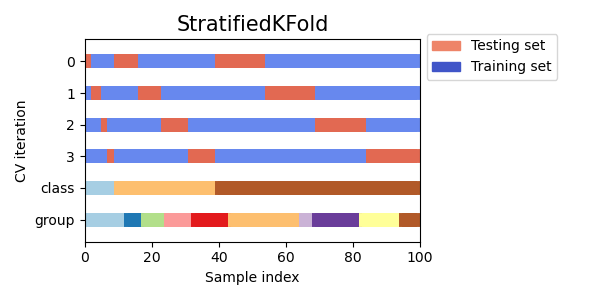 StratifiedKFold
Testing set
Training set
CV iteration
0
1
2
3
class
group
0 20 40 60 80 100
Sample index